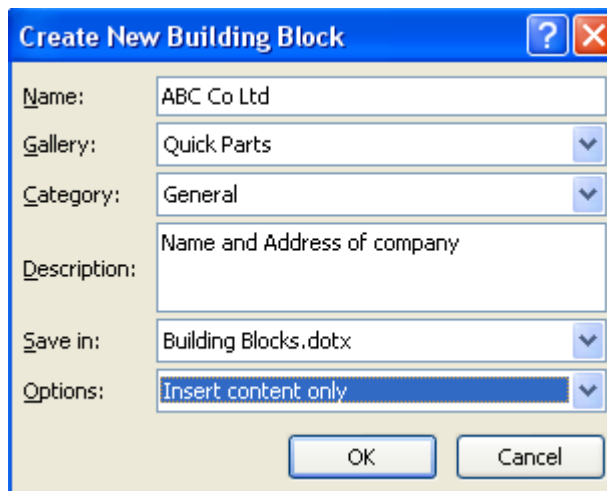 Create New Building Block ?
Name: ABC Co Ltd
Gallery: Quick Parts
Category: General
Description: Name and Address of company
Save in: Building Blocks.dotx
Options: Insert content only
OK Cancel